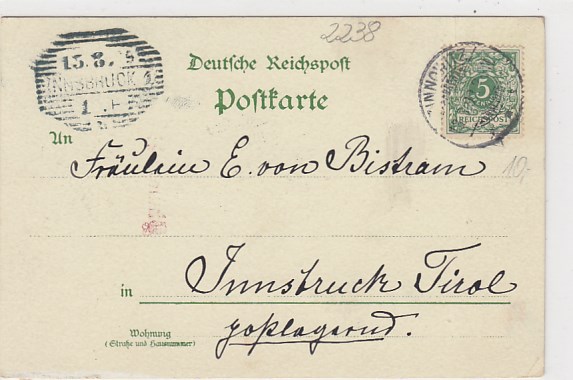 2238
15.8.
INNSBRUCK 1
Deutsche Reichspost
Postkarte
5
REICHSPOST
An
Fräulein E. von Bistram
10,-
in Innsbruck Tirol
Wohnung
(Straße und Hausnummer)
postlagernd.